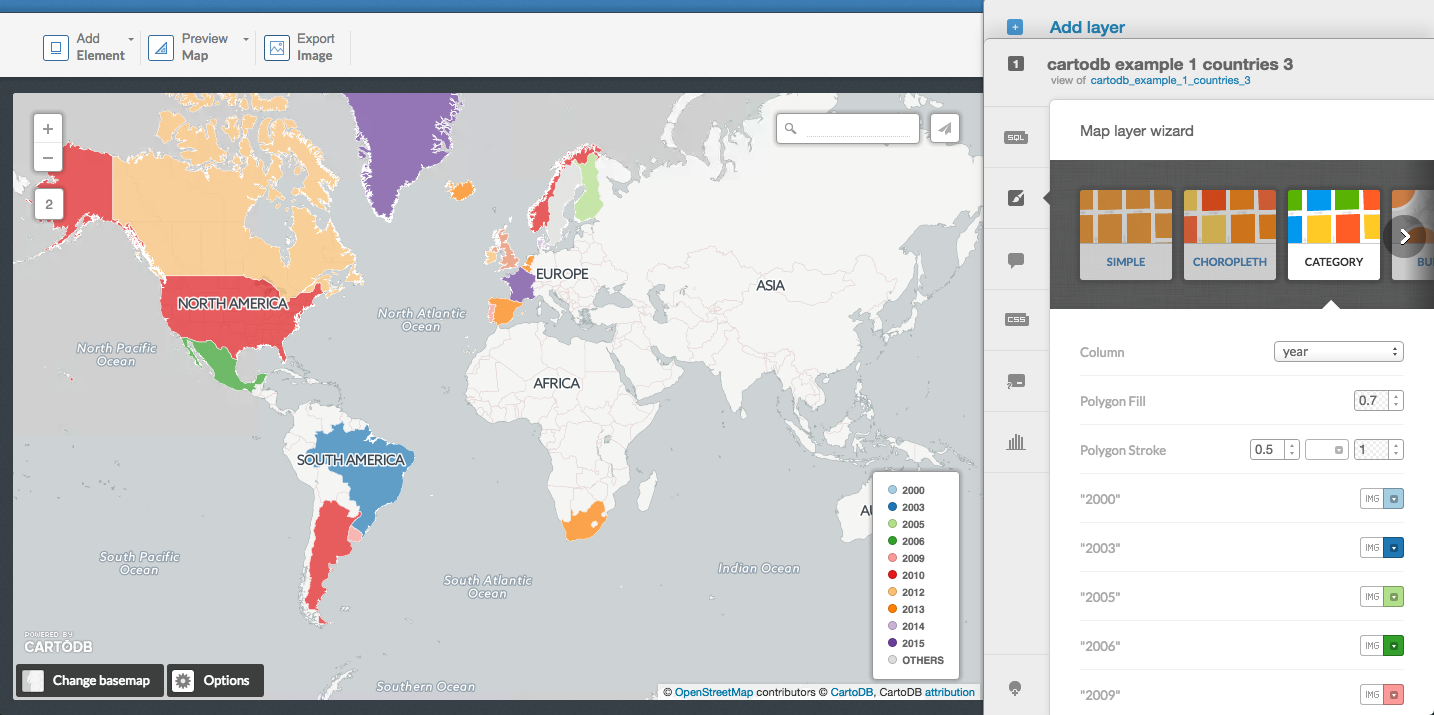 Add
Element
Preview
Map
Export
Image
+
−
2
NORTH AMERICA
EUROPE
ASIA
AFRICA
SOUTH AMERICA
North Pacific
Ocean
North Atlantic
Ocean
South Pacific
Ocean
South Atlantic
Ocean
Indian Ocean
Southern Ocean
AU
2000
2003
2005
2006
2009
2010
2012
2013
2014
2015
OTHERS
POWERED BY
CARTODB
Change basemap
Options
© OpenStreetMap contributors © CartoDB, CartoDB attribution
+ Add layer
1 cartodb example 1 countries 3
view of cartodb_example_1_countries_3
SQL
CSS
Map layer wizard
SIMPLE
CHOROPLETH
CATEGORY
BU
Column year
Polygon Fill 0.7
Polygon Stroke 0.5 1
"2000" IMG
"2003" IMG
"2005" IMG
"2006" IMG
"2009" IMG